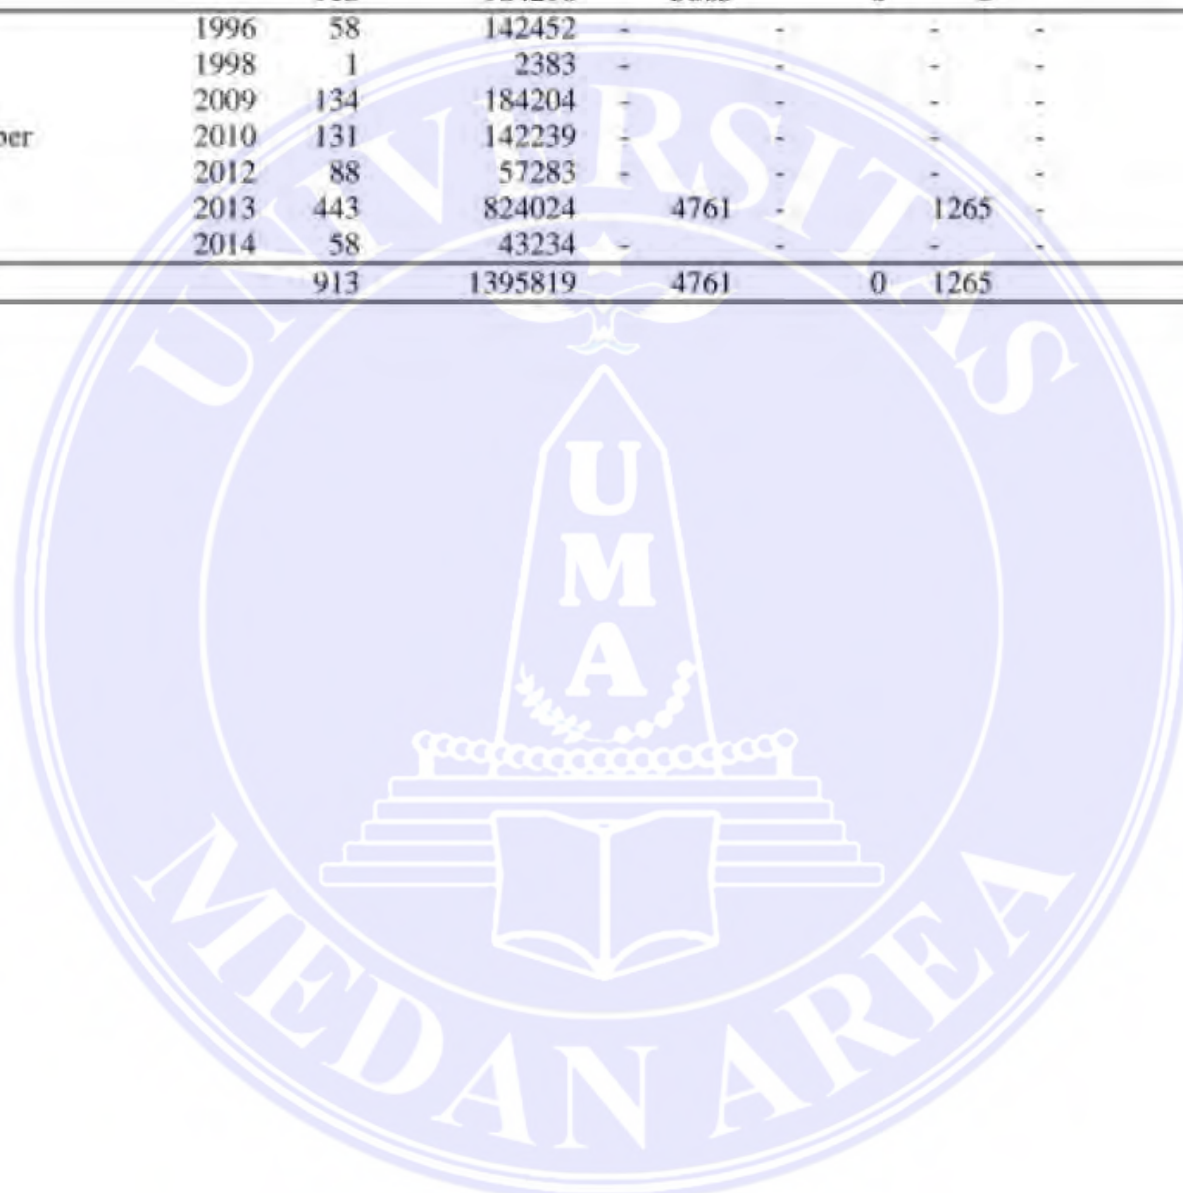 1996 58 142452 - - - -
1998 1 2383 - - - -
2009 134 184204 - - - -
2010 131 142239 - - - -
2012 88 57283 - - - -
2013 443 824024 4761 - 1265 -
2014 58 43234 - - - -
913 1395819 4761 0 1265
UNIVERSITAS
U
M
A
MEDAN AREA